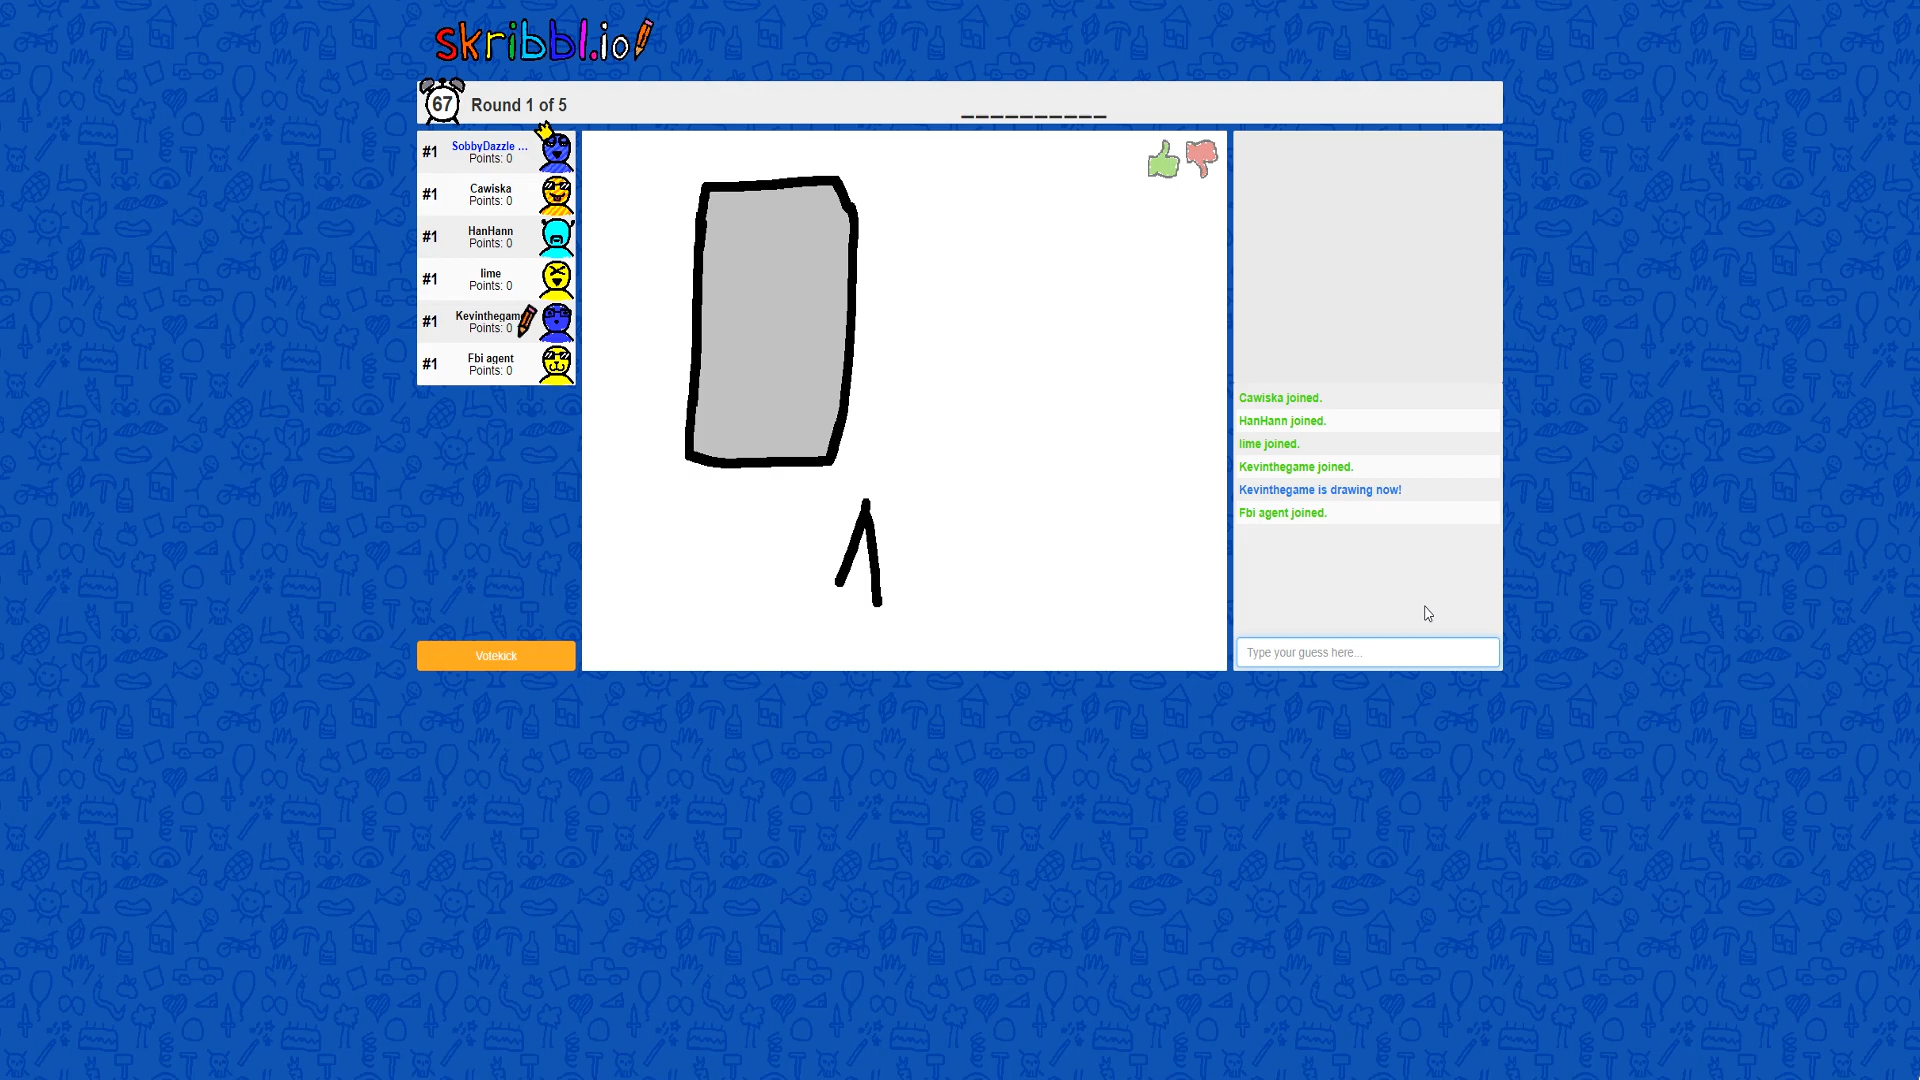 skribbl.io
67 Round 1 of 5
__________
#1 SobbyDazzle ...
Points: 0
#1 Cawiska
Points: 0
#1 HanHann
Points: 0
#1 lime
Points: 0
#1 Kevinthegam
Points: 0
#1 Fbi agent
Points: 0
Votekick
Cawiska joined.
HanHann joined.
lime joined.
Kevinthegame joined.
Kevinthegame is drawing now!
Fbi agent joined.
Type your guess here...